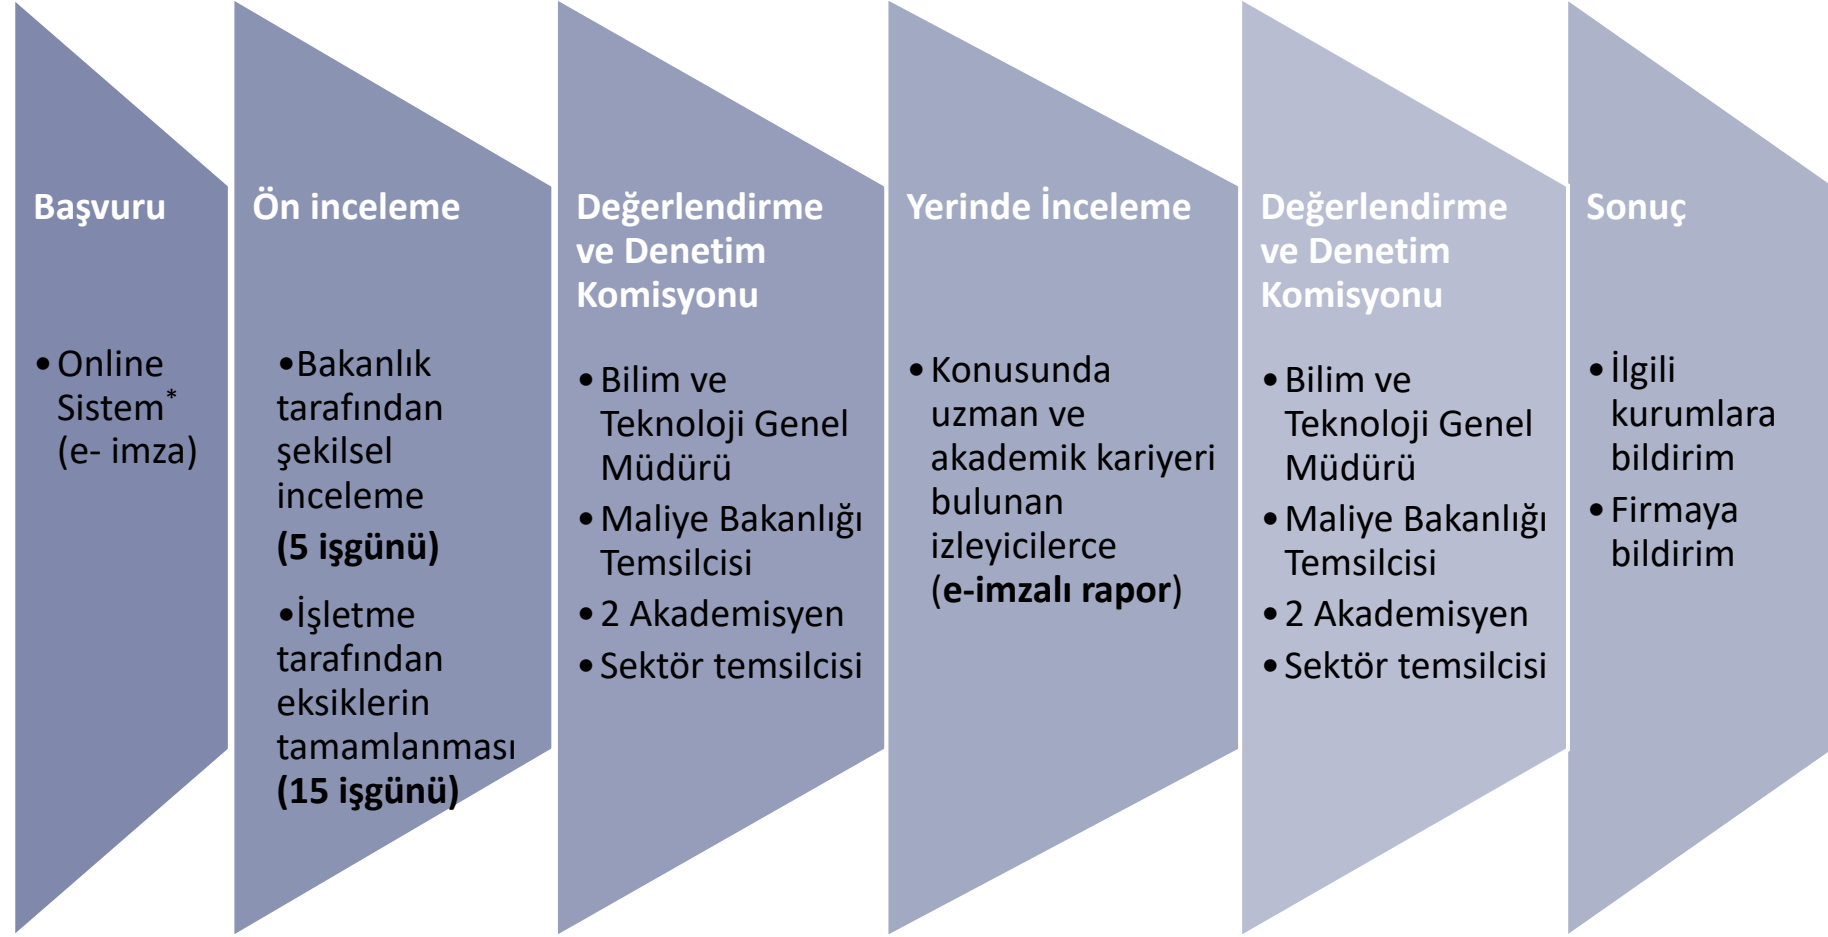 Başvuru
•Online
Sistem*
(e- imza)
Ön inceleme
•Bakanlık
tarafından
şekilsel
inceleme
(5 işgünü)
•İşletme
tarafından
eksiklerin
tamamlanması
(15 işgünü)
Değerlendirme
ve Denetim
Komisyonu
•Bilim ve
Teknoloji Genel
Müdürü
•Maliye Bakanlığı
Temsilcisi
•2 Akademisyen
•Sektör temsilcisi
Yerinde İnceleme
•Konusunda
uzman ve
akademik kariyeri
bulunan
izleyicilerce
(e-imzalı rapor)
Değerlendirme
ve Denetim
Komisyonu
•Bilim ve
Teknoloji Genel
Müdürü
•Maliye Bakanlığı
Temsilcisi
•2 Akademisyen
•Sektör temsilcisi
Sonuç
•İlgili
kurumlara
bildirim
•Firmaya
bildirim